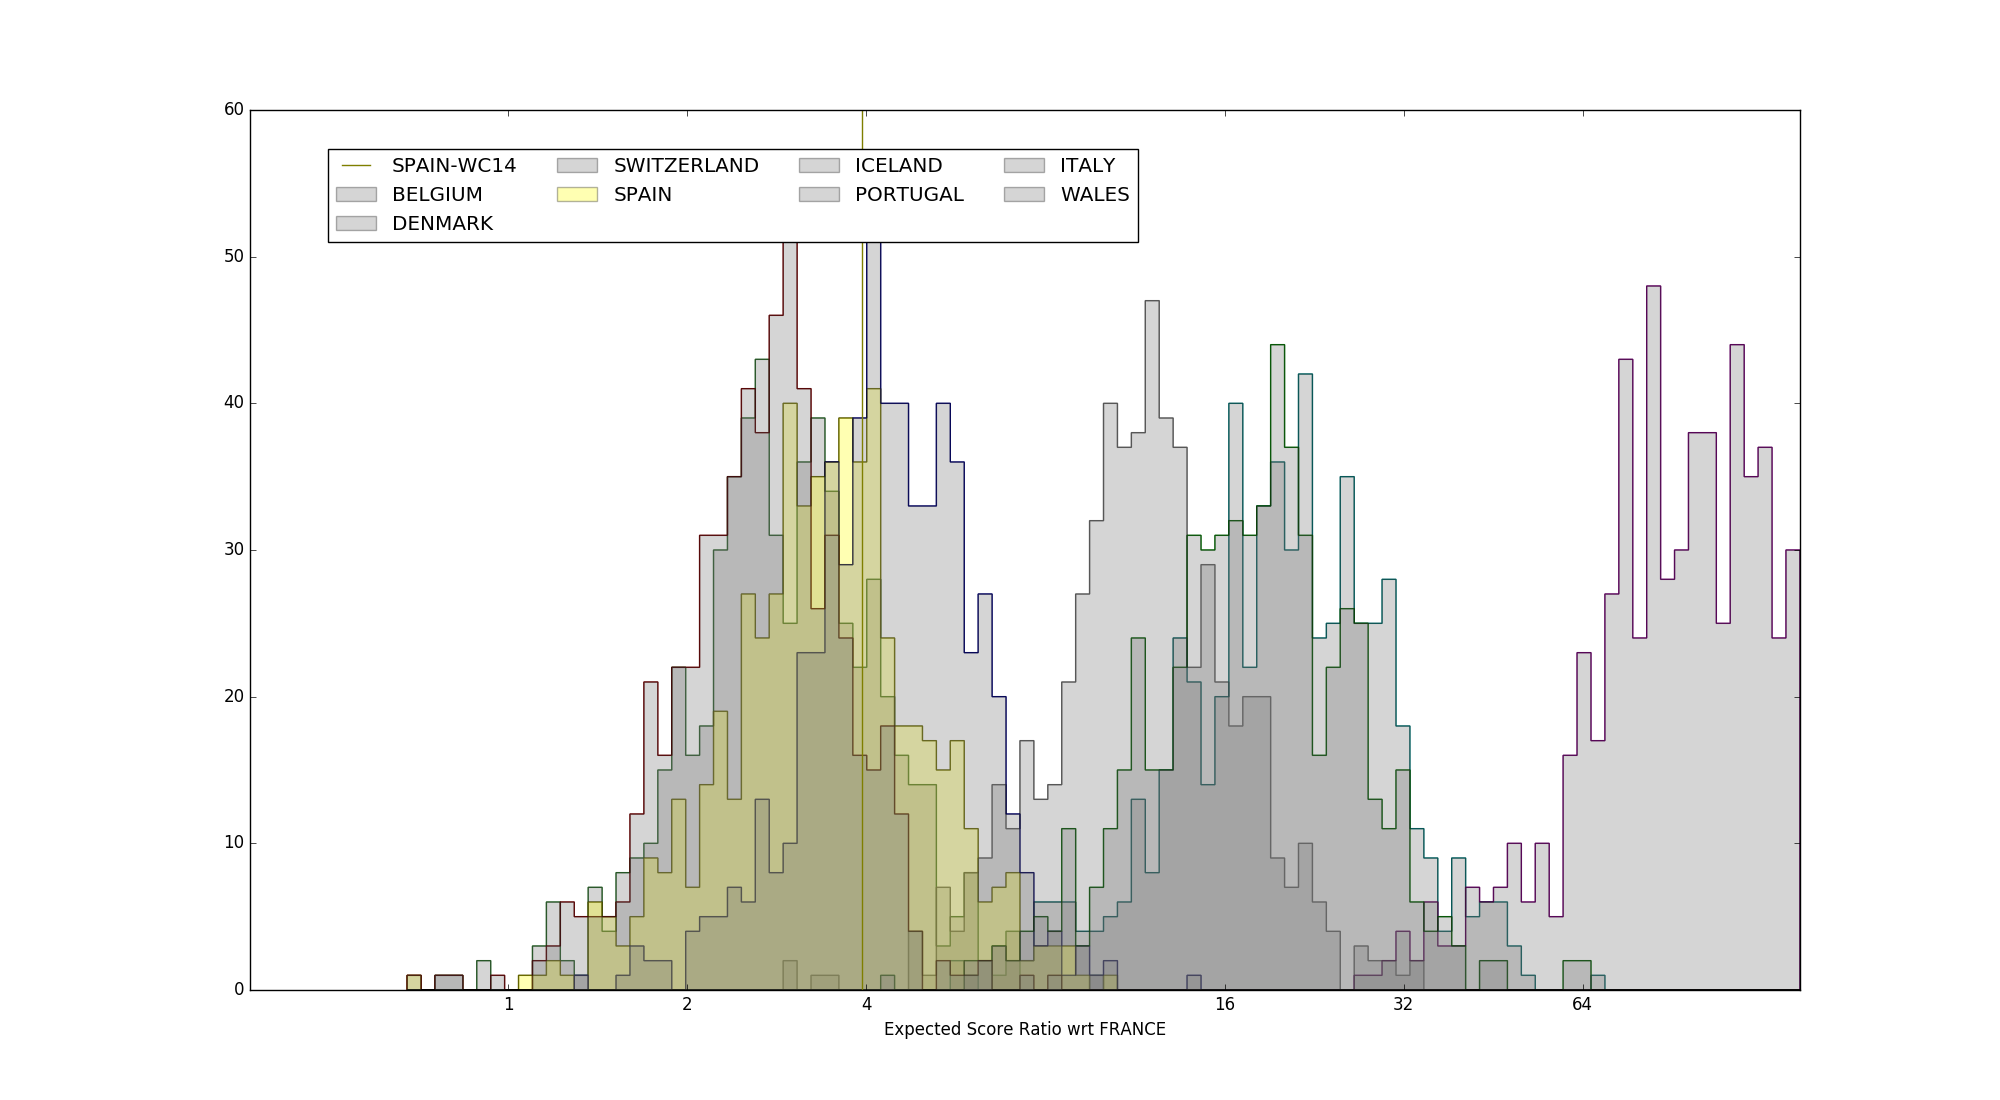 60
50
40
30
20
10
0
SPAIN-WC14 SWITZERLAND ICELAND ITALY
BELGIUM SPAIN PORTUGAL WALES
DENMARK
1 2 4 16 32 64
Expected Score Ratio wrt FRANCE